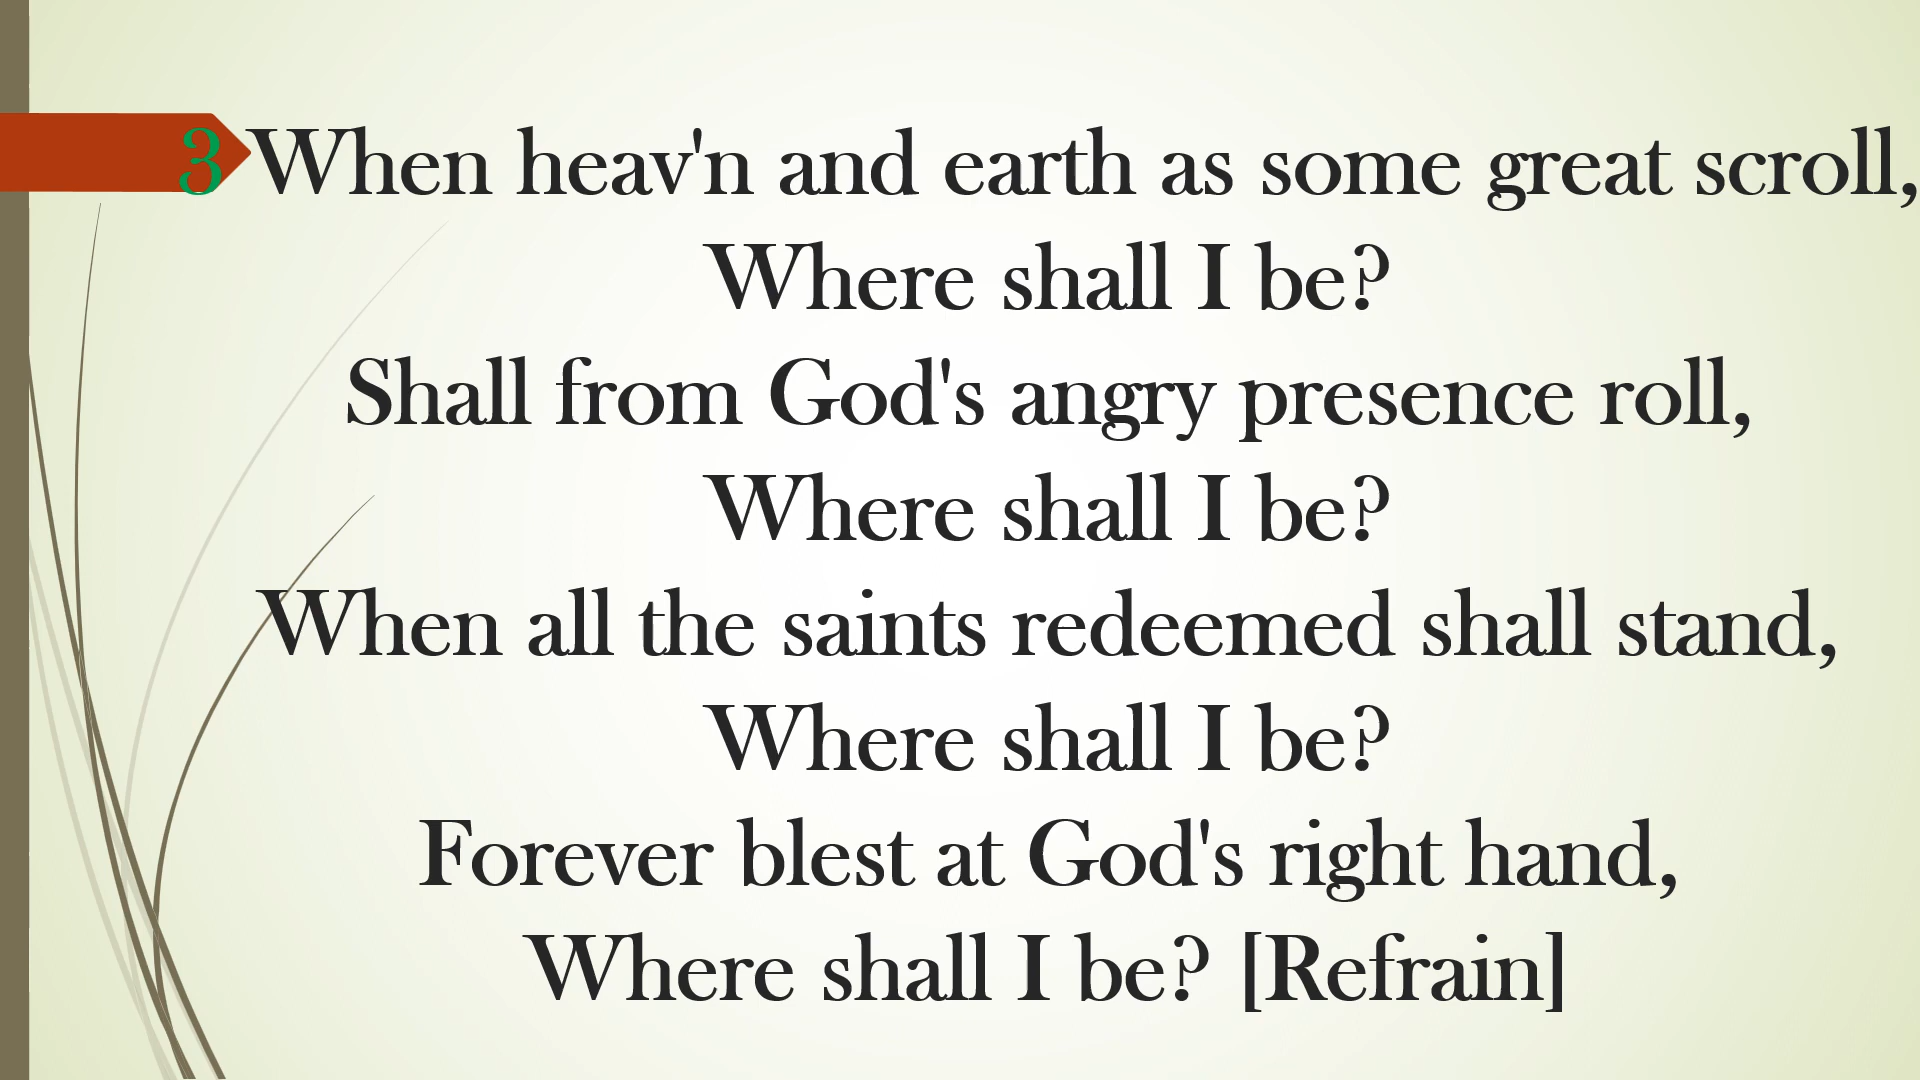 3 When heav'n and earth as some great scroll,
Where shall I be?
Shall from God's angry presence roll,
Where shall I be?
When all the saints redeemed shall stand,
Where shall I be?
Forever blest at God's right hand,
Where shall I be? [Refrain]